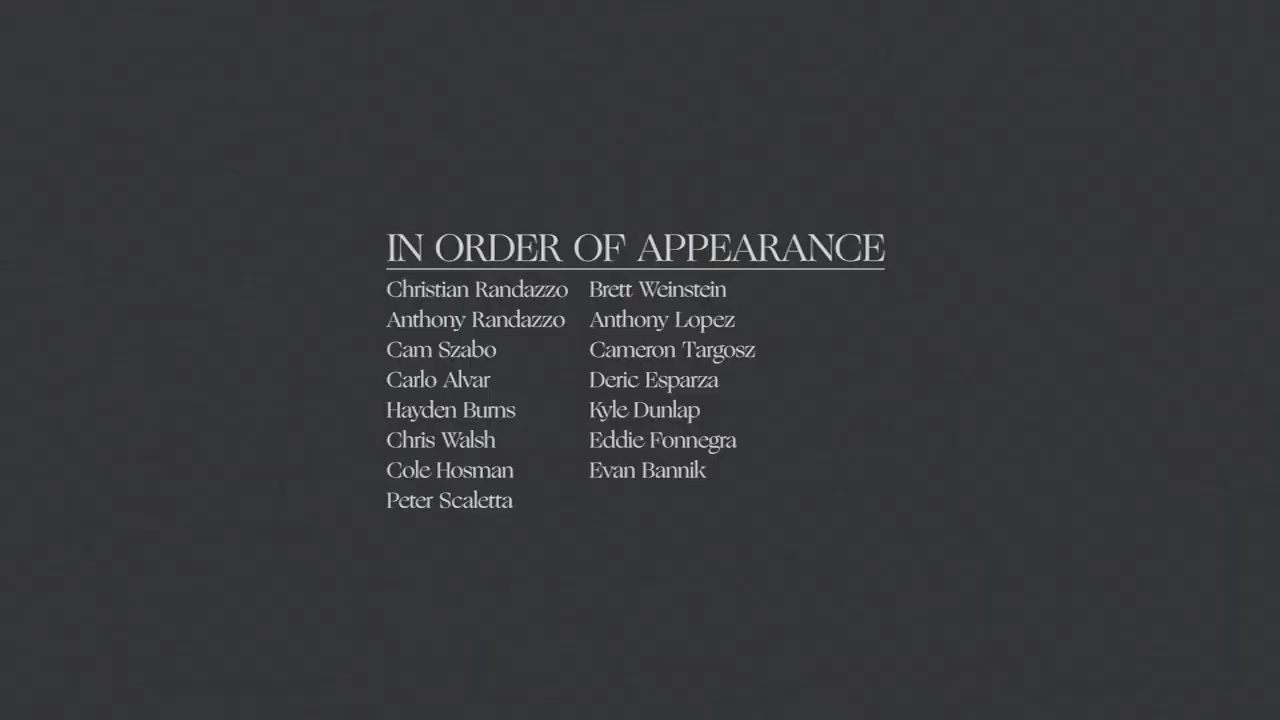 IN ORDER OF APPEARANCE
Christian Randazzo
Anthony Randazzo
Cam Szabo
Carlo Alvar
Hayden Burns
Chris Walsh
Cole Hosman
Peter Scaletta
Brett Weinstein
Anthony Lopez
Cameron Targosz
Deric Esparza
Kyle Dunlap
Eddie Fonnegra
Evan Bannik